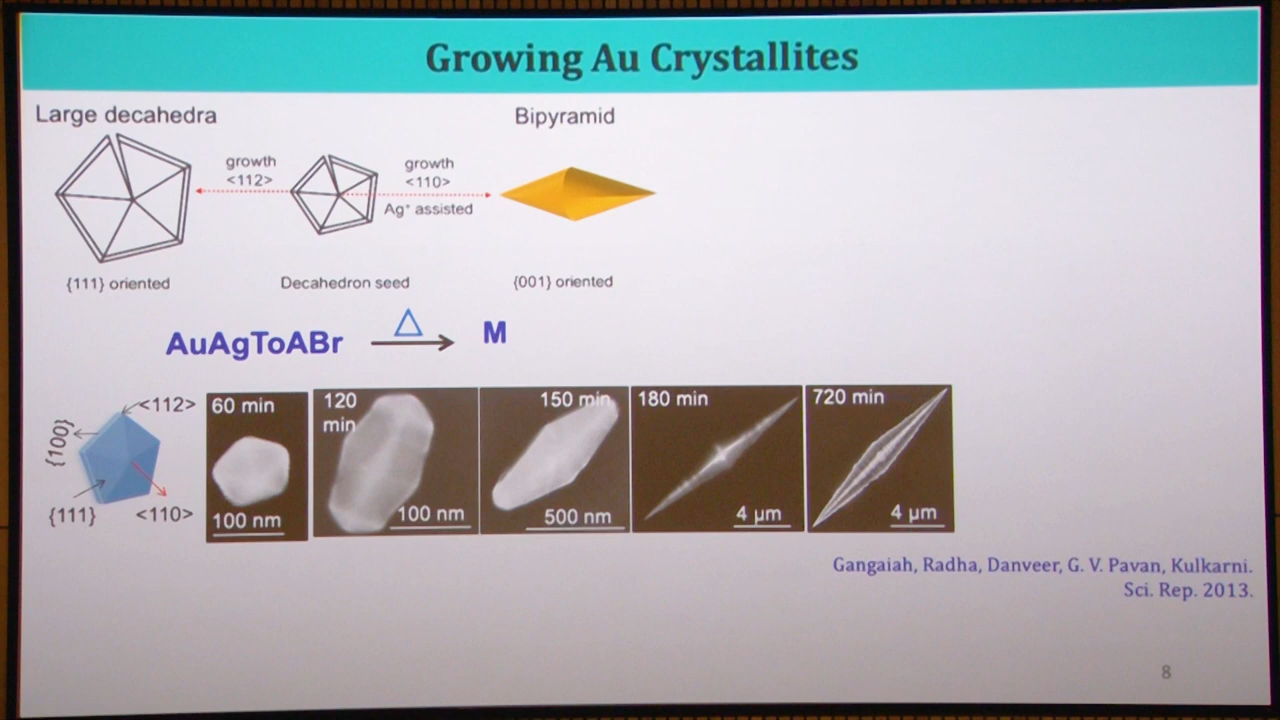 Growing Au Crystallites
Large decahedra
Bipyramid
growth
<112>
growth
<110>
Ag⁺ assisted
{111} oriented
Decahedron seed
{001} oriented
AuAgToABr
△
M
<112>
{100}
{111}
<110>
60 min
100 nm
120
min
100 nm
150 min
500 nm
180 min
4 μm
720 min
4 μm
Gangaiah, Radha, Danveer, G. V. Pavan, Kulkarni.
Sci. Rep. 2013.
8